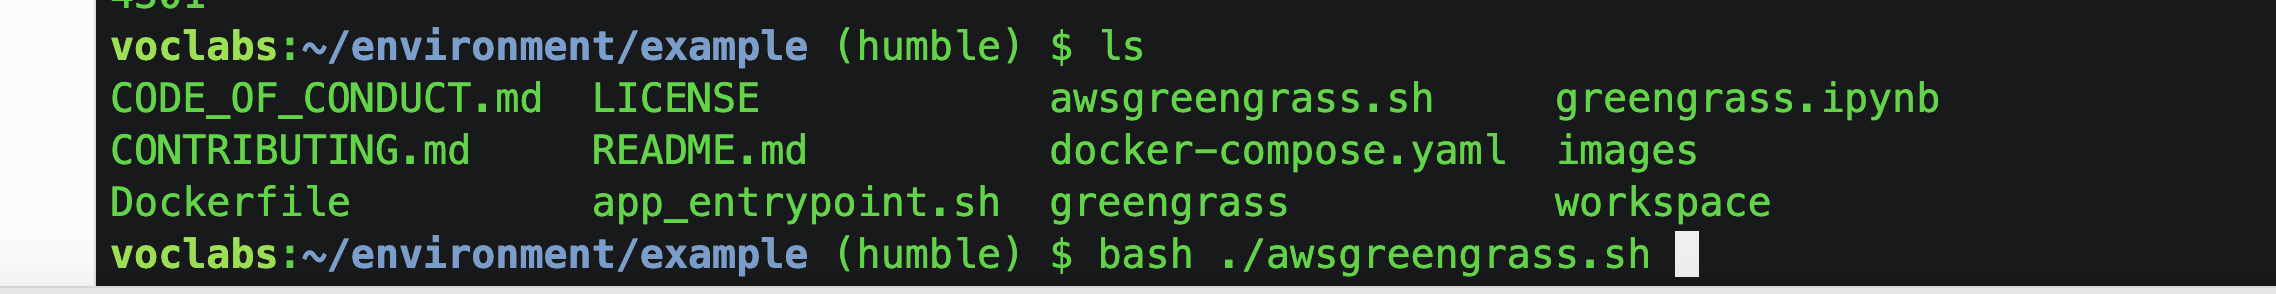 4301
voclabs:~/environment/example (humble) $ ls
CODE_OF_CONDUCT.md LICENSE awsgreengrass.sh greengrass.ipynb
CONTRIBUTING.md README.md docker-compose.yaml images
Dockerfile app_entrypoint.sh greengrass workspace
voclabs:~/environment/example (humble) $ bash ./awsgreengrass.sh